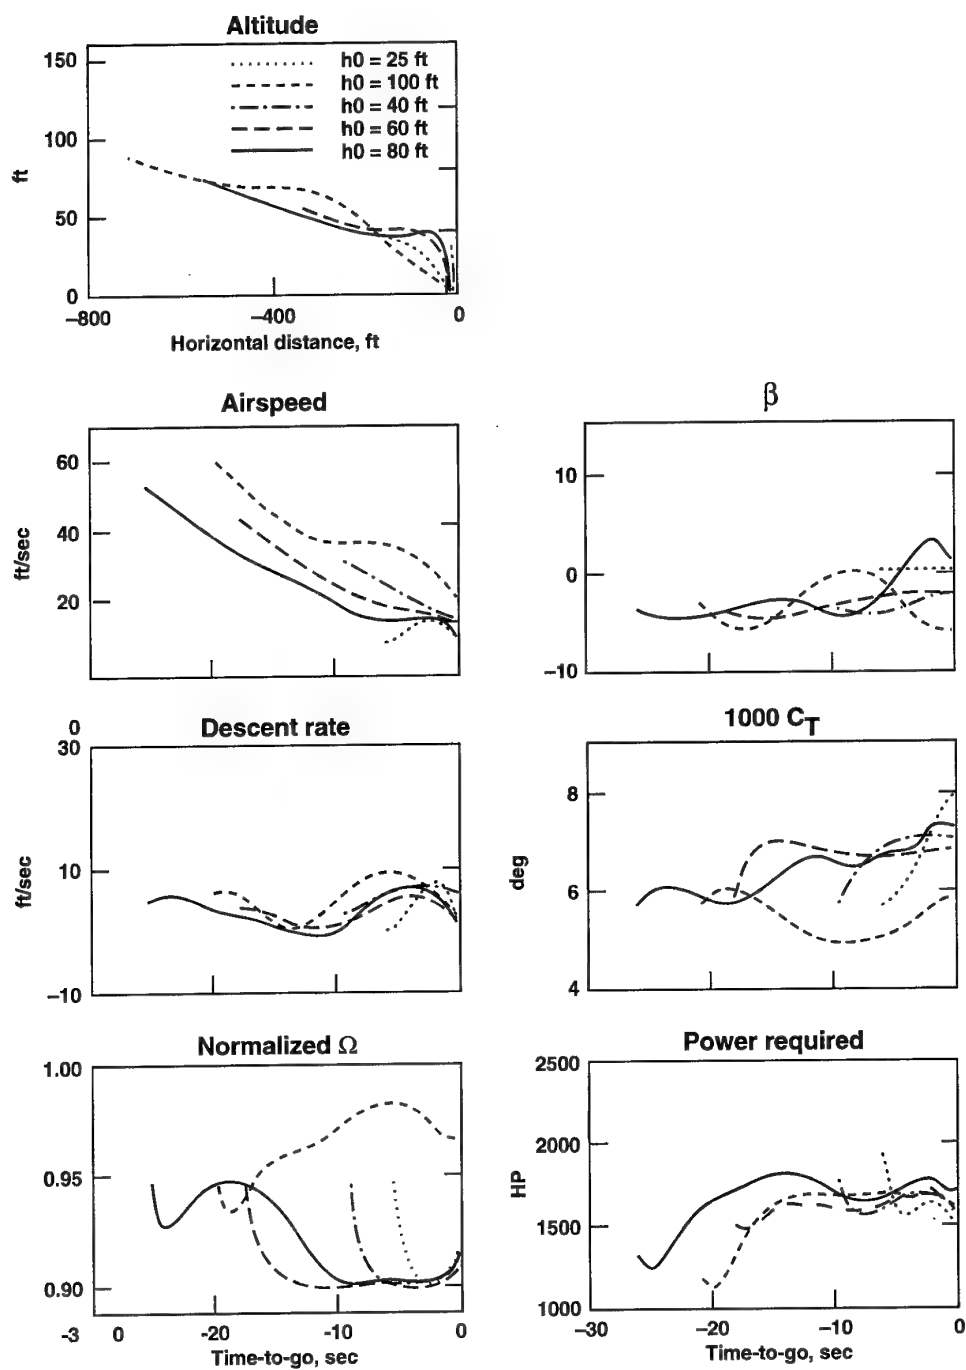 Altitude
150
100
50
0
ft
h0 = 25 ft
h0 = 100 ft
h0 = 40 ft
h0 = 60 ft
h0 = 80 ft
–800
–400
0
Horizontal distance, ft
Airspeed
60
40
20
ft/sec
β
10
0
–10
0
Descent rate
30
10
–10
ft/sec
1000 CT
8
6
4
deg
Normalized Ω
1.00
0.95
0.90
-3 0 -20 -10 0
Time-to-go, sec
Power required
2500
2000
1500
1000
HP
–30 –20 –10 0
Time-to-go, sec